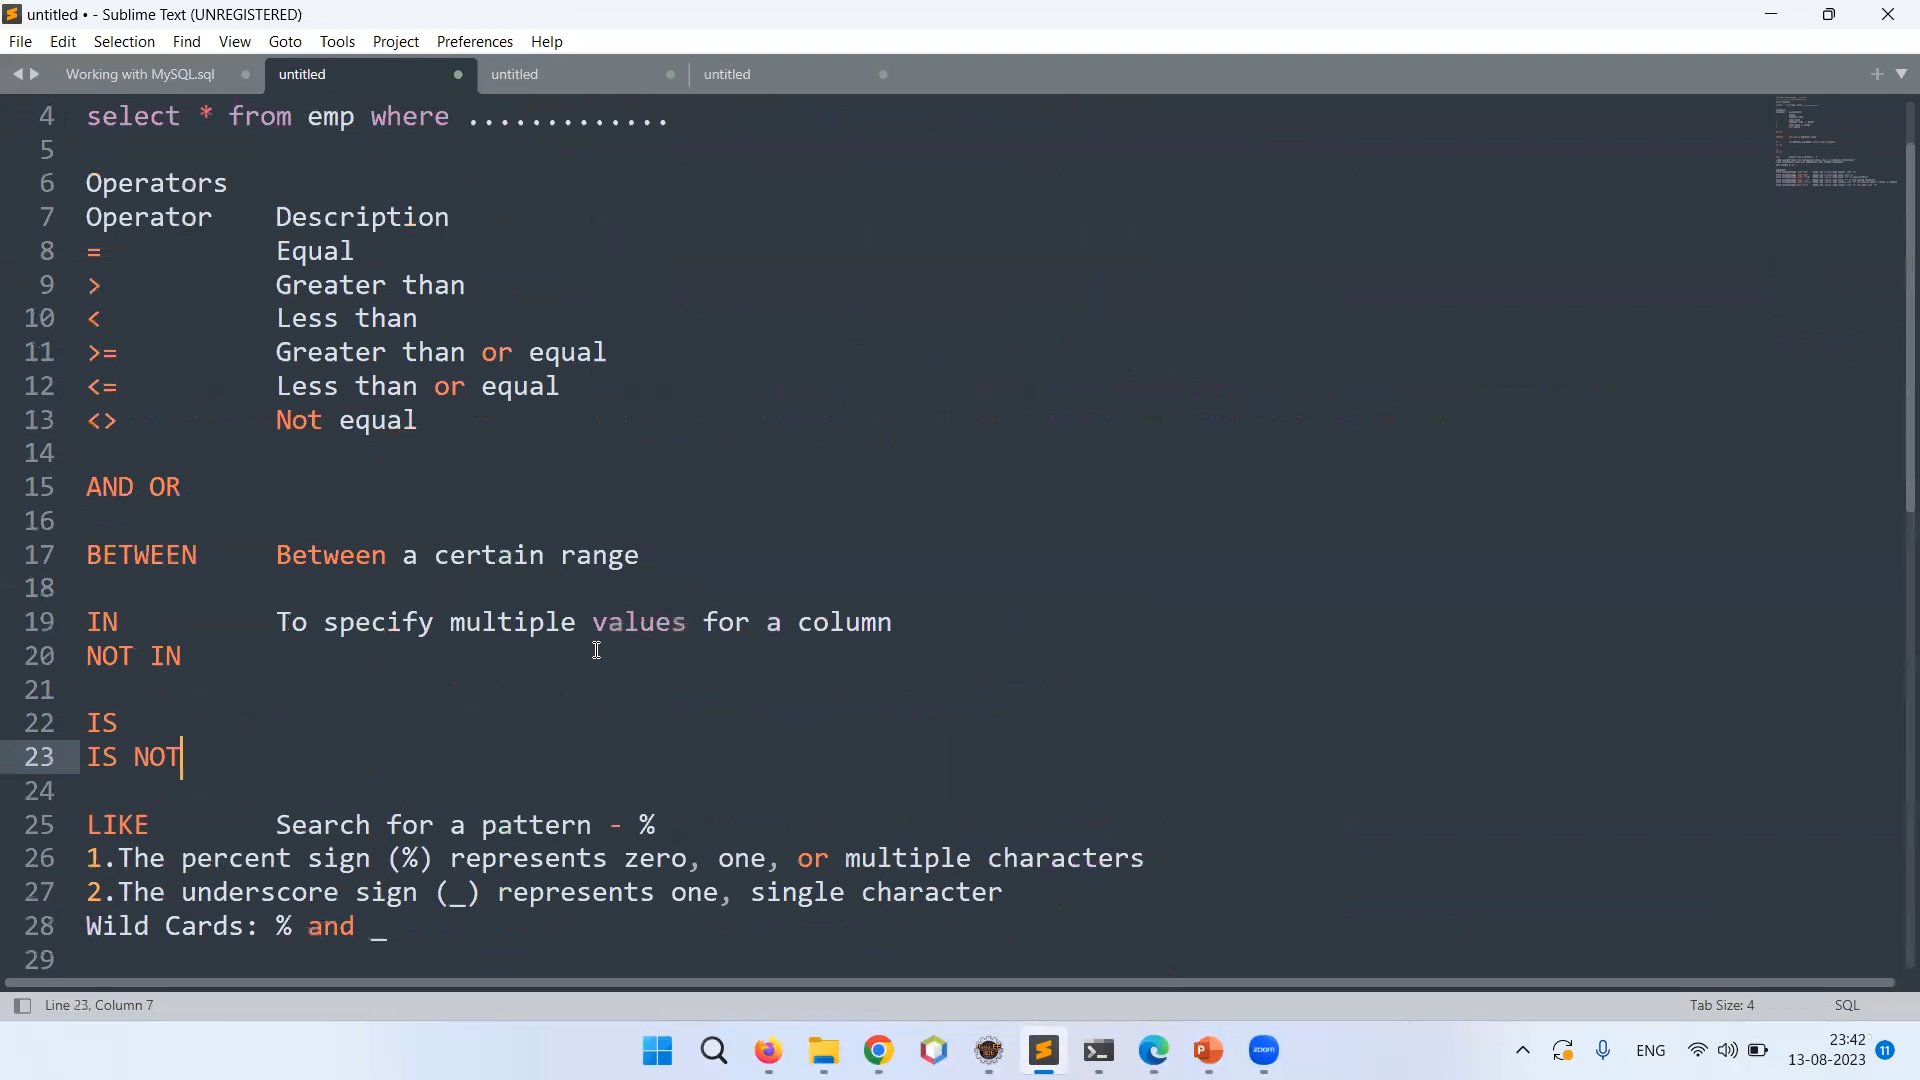 untitled • - Sublime Text (UNREGISTERED)
File Edit Selection Find View Goto Tools Project Preferences Help
Working with MySQL.sql untitled untitled untitled
4 select * from emp where .............
5
6 Operators
7 Operator Description
8 = Equal
9 > Greater than
10 < Less than
11 >= Greater than or equal
12 <= Less than or equal
13 <> Not equal
14
15 AND OR
16
17 BETWEEN Between a certain range
18
19 IN To specify multiple values for a column
20 NOT IN
21
22 IS
23 IS NOT
24
25 LIKE Search for a pattern - %
26 1.The percent sign (%) represents zero, one, or multiple characters
27 2.The underscore sign (_) represents one, single character
28 Wild Cards: % and _
29
Line 23, Column 7 Tab Size: 4 SQL
zoom ENG 23:42
13-08-2023 11